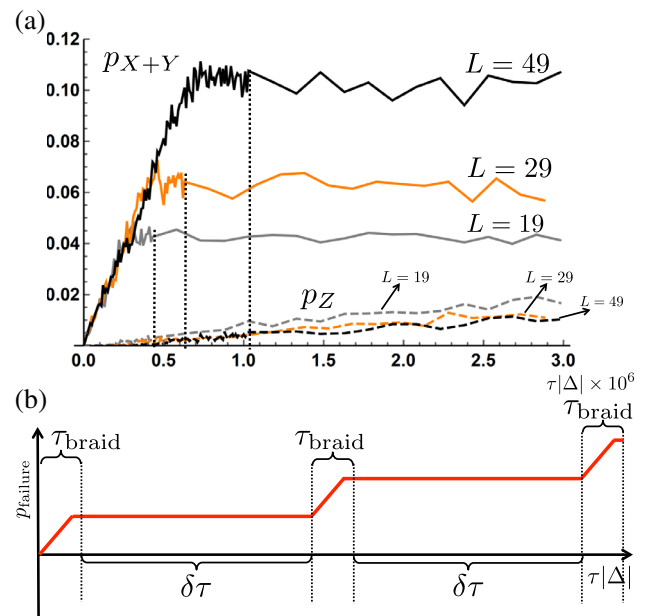 (a)
0.12
p_{X+Y}
L = 49
0.10
0.08
L = 29
0.06
L = 19
0.04
p_Z
L = 19
L = 29
L = 49
0.02
0.0 0.5 1.0 1.5 2.0 2.5 3.0
τ|Δ| × 10^6
(b)
τ_braid τ_braid τ_braid
p_failure
δτ δτ τ|Δ|